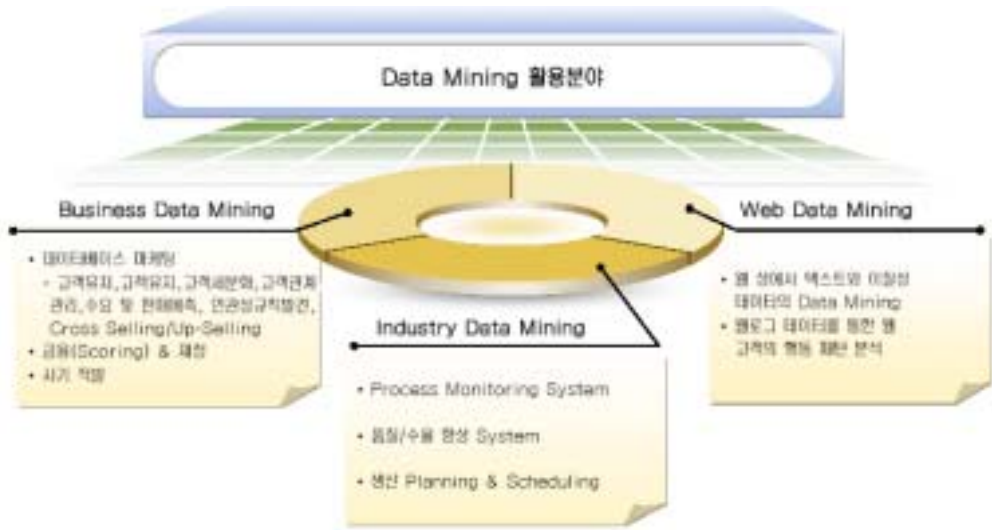 Data Mining 활용분야
Business Data Mining
• 데이터베이스 마케팅
- 고객유치,고객유지,고객세분화,고객관계
관리,수요 및 판매예측, 연관성규칙발견,
Cross Selling/Up-Selling
• 금융(Scoring) & 재정
• 사기 적발
Industry Data Mining
• Process Monitoring System
• 품질/수율 향상 System
• 생산 Planning & Scheduling
Web Data Mining
• 웹 상에서 텍스트와 이질성
데이터의 Data Mining
• 웹로그 데이터를 통한 웹
고객의 행동 패턴 분석